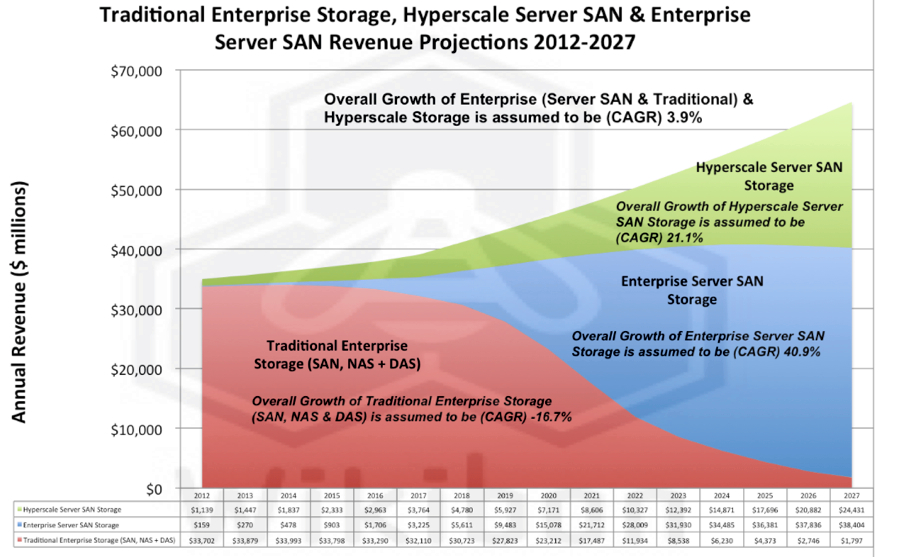 Traditional Enterprise Storage, Hyperscale Server SAN & Enterprise
Server SAN Revenue Projections 2012-2027
Annual Revenue ($ millions)
$70,000
$60,000
$50,000
$40,000
$30,000
$20,000
$10,000
$0
Overall Growth of Enterprise (Server SAN & Traditional) &
Hyperscale Storage is assumed to be (CAGR) 3.9%
Hyperscale Server SAN
Storage
Overall Growth of Hyperscale Server
SAN Storage is assumed to be
(CAGR) 21.1%
Enterprise Server SAN
Storage
Overall Growth of Enterprise Server SAN
Storage is assumed to be (CAGR) 40.9%
Traditional Enterprise
Storage (SAN, NAS + DAS)
Overall Growth of Traditional Enterprise Storage
(SAN, NAS & DAS) is assumed to be (CAGR) -16.7%
2012 2013 2014 2015 2016 2017 2018 2019 2020 2021 2022 2023 2024 2025 2026 2027
Hyperscale Server SAN Storage $1,139 $1,447 $1,837 $2,333 $2,963 $3,764 $4,780 $5,927 $7,171 $8,606 $10,327 $12,392 $14,871 $17,696 $20,882 $24,431
Enterprise Server SAN Storage $159 $270 $478 $903 $1,706 $3,225 $5,611 $9,483 $15,078 $21,712 $28,009 $31,930 $34,485 $36,381 $37,836 $38,404
Traditional Enterprise Storage (SAN, NAS + DAS) $33,702 $33,879 $33,993 $33,798 $33,290 $32,110 $30,723 $27,823 $23,212 $17,487 $11,934 $8,538 $6,230 $4,373 $2,746 $1,797